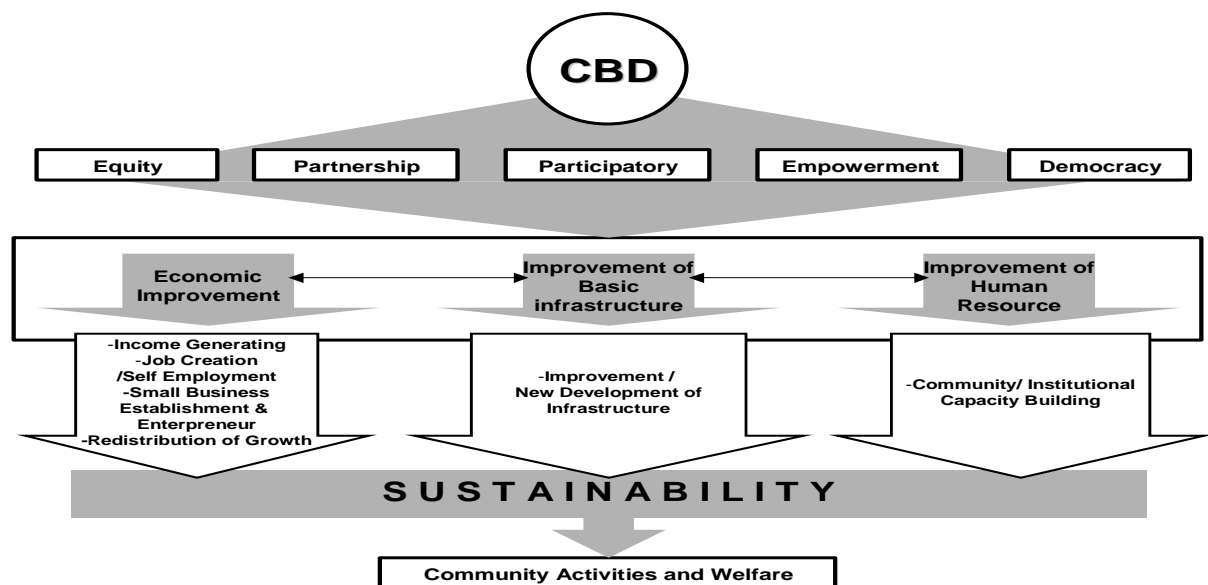 CBD
Equity
Partnership
Participatory
Empowerment
Democracy
Economic
Improvement
Improvement of
Basic
infrastructure
Improvement of
Human
Resource
-Income Generating
-Job Creation
/Self Employment
-Small Business
Establishment &
Enterpreneur
-Redistribution of Growth
-Improvement /
New Development of
Infrastructure
-Community/ Institutional
Capacity Building
SUSTAINABILITY
Community Activities and Welfare